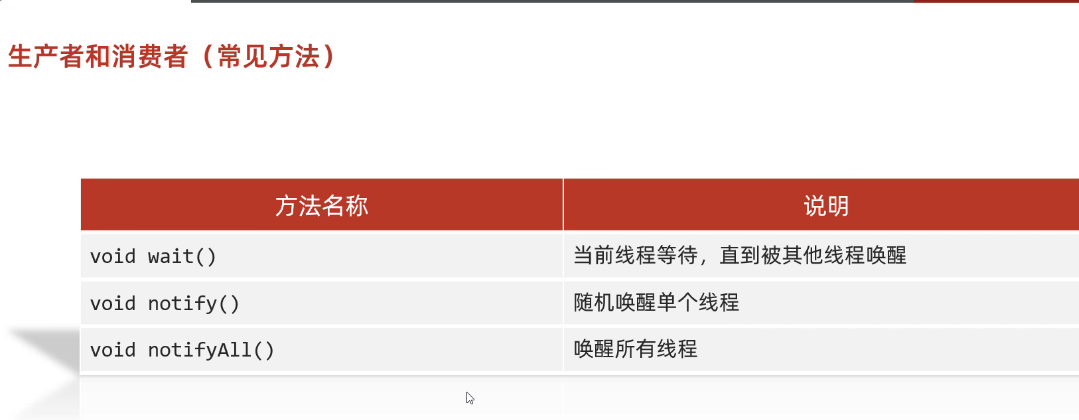 生产者和消费者（常见方法）
方法名称 说明
void wait() 当前线程等待，直到被其他线程唤醒
void notify() 随机唤醒单个线程
void notifyAll() 唤醒所有线程